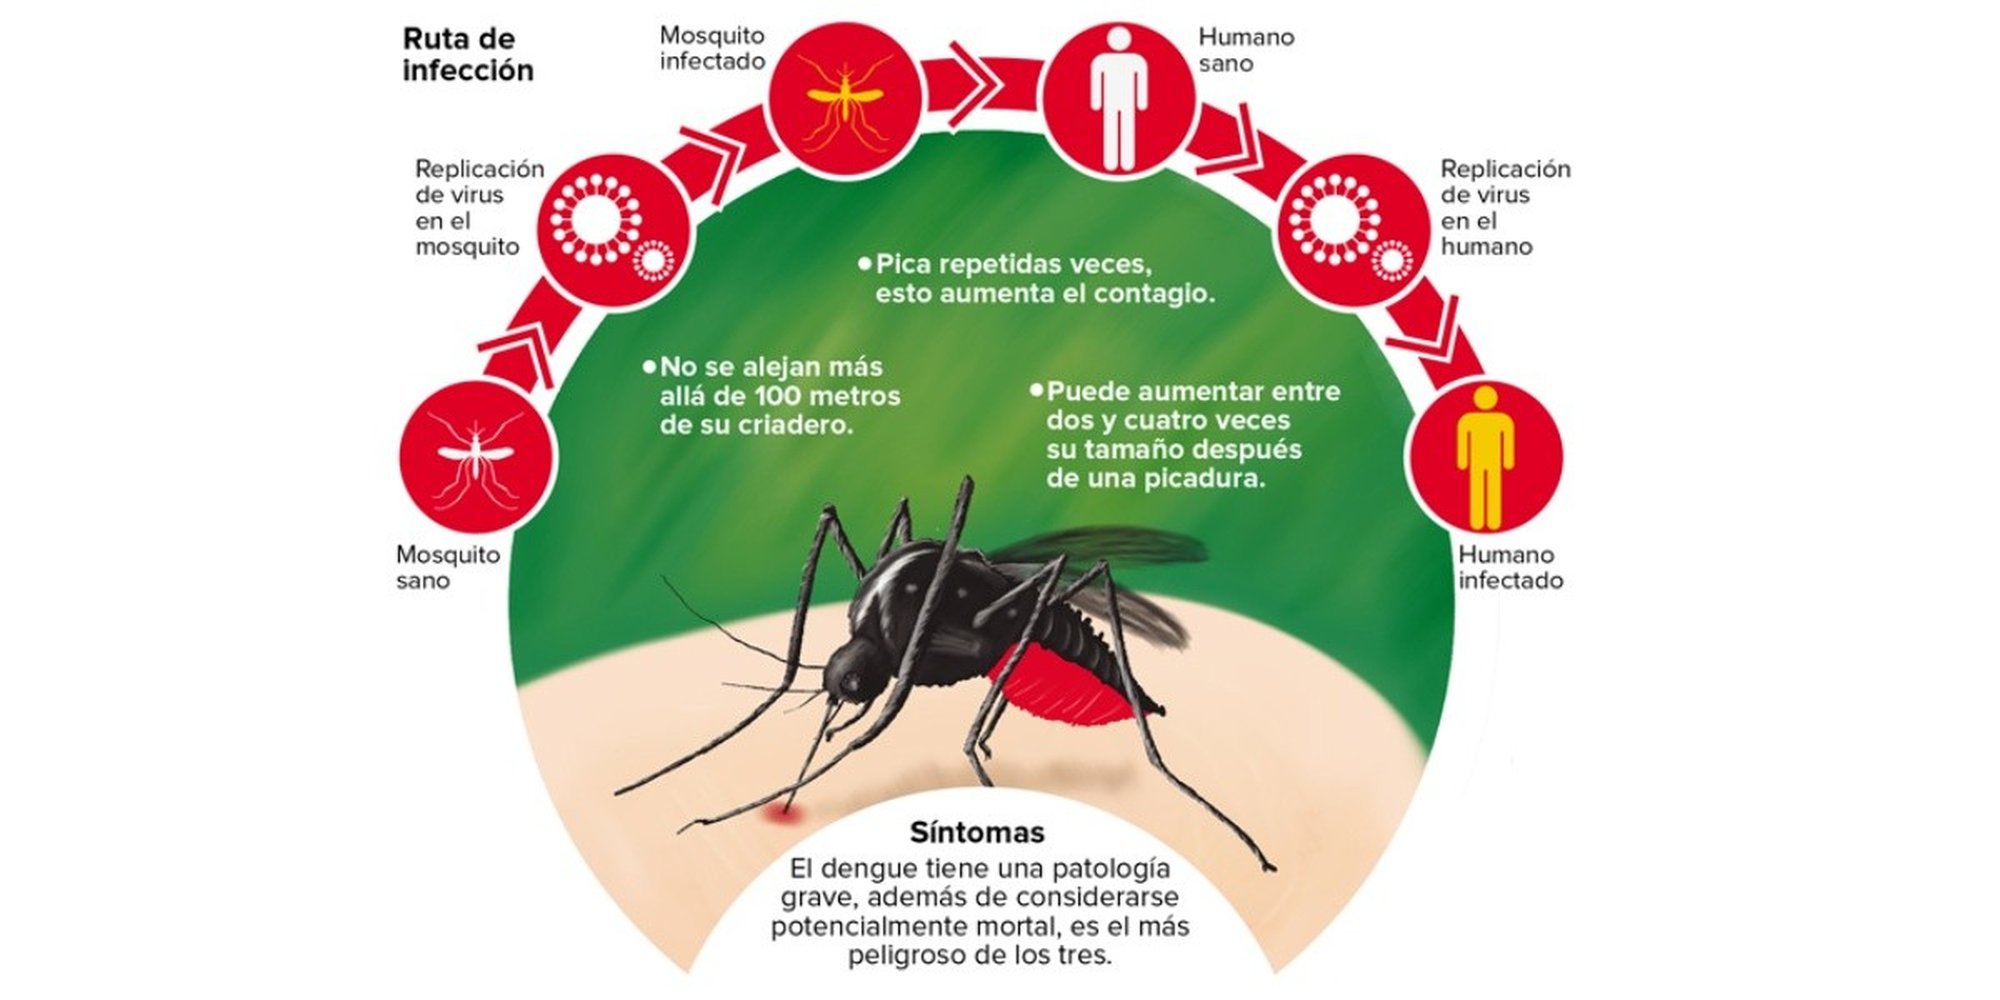 Ruta de
infección
Mosquito
sano
Replicación
de virus
en el
mosquito
Mosquito
infectado
Humano
sano
Replicación
de virus
en el
humano
Humano
infectado
•Pica repetidas veces,
esto aumenta el contagio.
•No se alejan más
allá de 100 metros
de su criadero.
•Puede aumentar entre
dos y cuatro veces
su tamaño después
de una picadura.
Síntomas
El dengue tiene una patología
grave, además de considerarse
potencialmente mortal, es el más
peligroso de los tres.